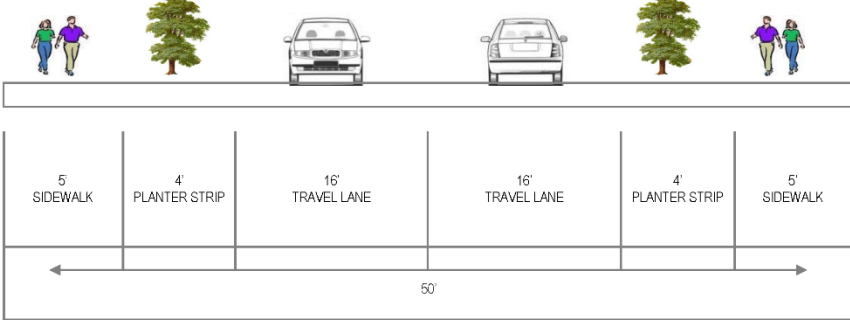 5'
SIDEWALK
4'
PLANTER STRIP
16'
TRAVEL LANE
16'
TRAVEL LANE
4'
PLANTER STRIP
5'
SIDEWALK
50'